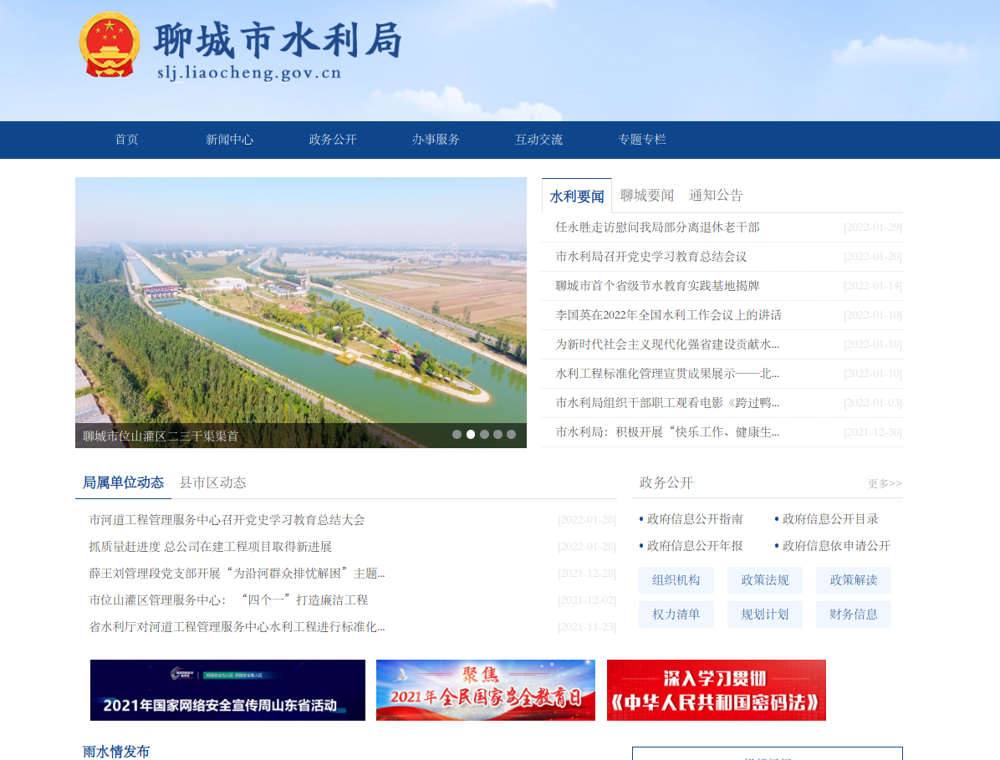 聊城市水利局
slj.liaocheng.gov.cn
首页 新闻中心 政务公开 办事服务 互动交流 专题专栏
聊城市位山灌区二三干渠渠首
水利要闻 聊城要闻 通知公告
任永胜走访慰问我局部分离退休老干部 [2022-01-29]
市水利局召开党史学习教育总结会议 [2022-01-20]
聊城市首个省级节水教育实践基地揭牌 [2022-01-14]
李国英在2022年全国水利工作会议上的讲话 [2022-01-10]
为新时代社会主义现代化强省建设贡献水... [2022-01-10]
水利工程标准化管理宣贯成果展示——北... [2022-01-10]
市水利局组织干部职工观看电影《跨过鸭... [2022-01-03]
市水利局：积极开展“快乐工作、健康生... [2021-12-30]
局属单位动态 县市区动态
市河道工程管理服务中心召开党史学习教育总结大会 [2022-01-28]
抓质量赶进度 总公司在建工程项目取得新进展 [2022-01-28]
薛王刘管理段党支部开展“为沿河群众排忧解困”主题... [2021-12-28]
市位山灌区管理服务中心： “四个一”打造廉洁工程 [2021-12-02]
省水利厅对河道工程管理服务中心水利工程进行标准化... [2021-11-23]
政务公开 更多>>
• 政府信息公开指南 • 政府信息公开目录
• 政府信息公开年报 • 政府信息依申请公开
组织机构 政策法规 政策解读
权力清单 规划计划 财务信息
网络安全为人民 网络安全靠人民
2021年国家网络安全宣传周山东省活动
聚焦
2021年全民国家安全教育日
深入学习贯彻
《中华人民共和国密码法》
雨水情发布